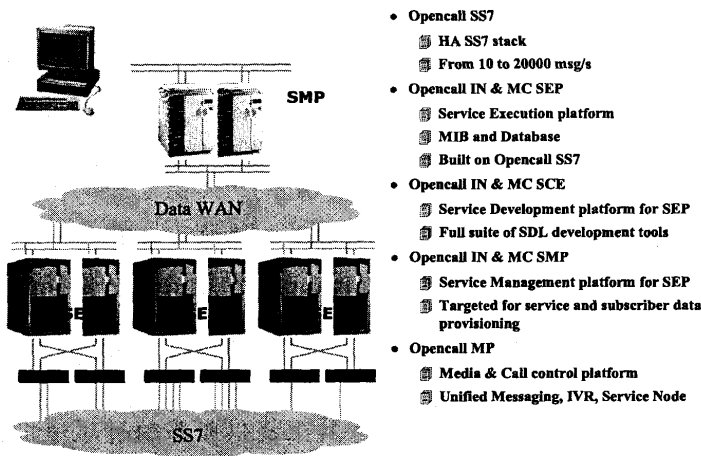 SMP
Data WAN
SE
E
E
SS7
• Opencall SS7
HA SS7 stack
From 10 to 20000 msg/s
• Opencall IN & MC SEP
Service Execution platform
MIB and Database
Built on Opencall SS7
• Opencall IN & MC SCE
Service Development platform for SEP
Full suite of SDL development tools
• Opencall IN & MC SMP
Service Management platform for SEP
Targeted for service and subscriber data
provisioning
• Opencall MP
Media & Call control platform
Unified Messaging, IVR, Service Node